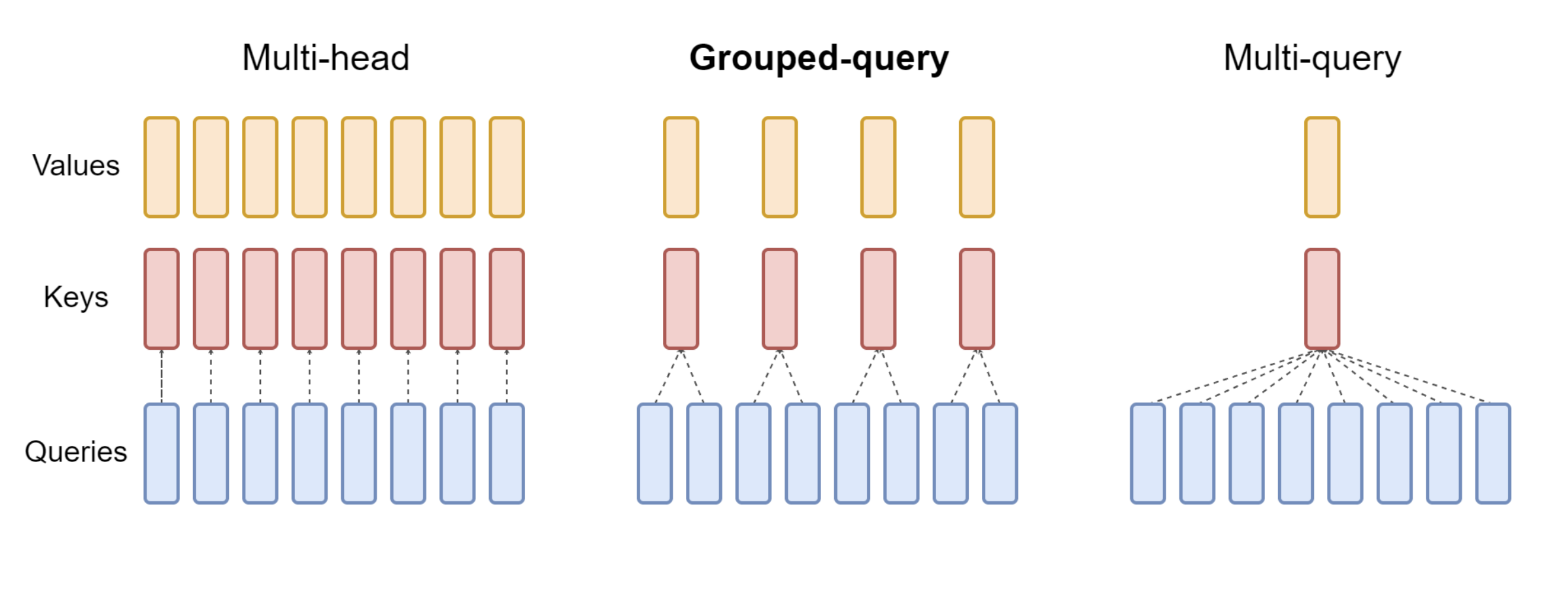 Multi-head
Grouped-query
Multi-query
Values
Keys
Queries